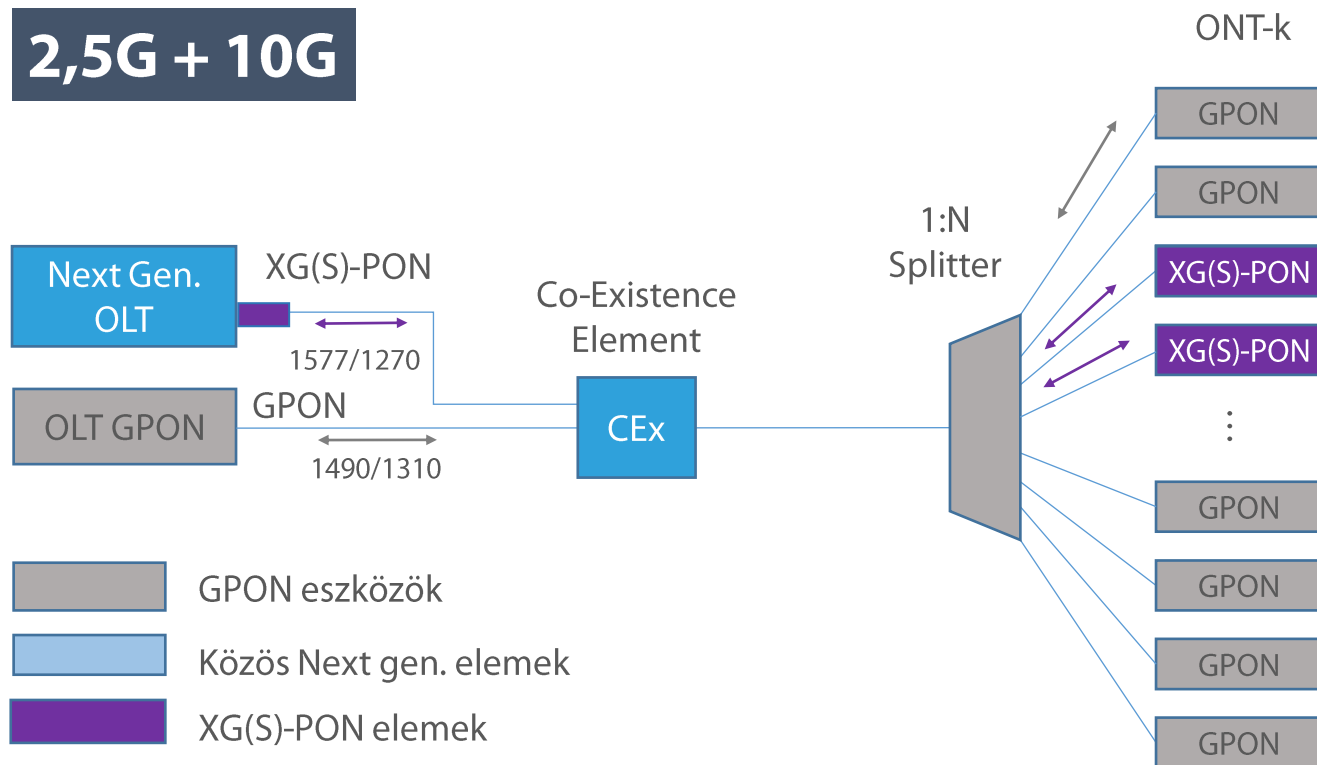 2,5G + 10G
ONT-k
GPON
GPON
1:N
Splitter
XG(S)-PON
XG(S)-PON
Next Gen.
OLT
XG(S)-PON
1577/1270
Co-Existence
Element
OLT GPON
GPON
1490/1310
CEx
⋮
GPON
GPON
GPON
GPON
GPON eszközök
Közös Next gen. elemek
XG(S)-PON elemek